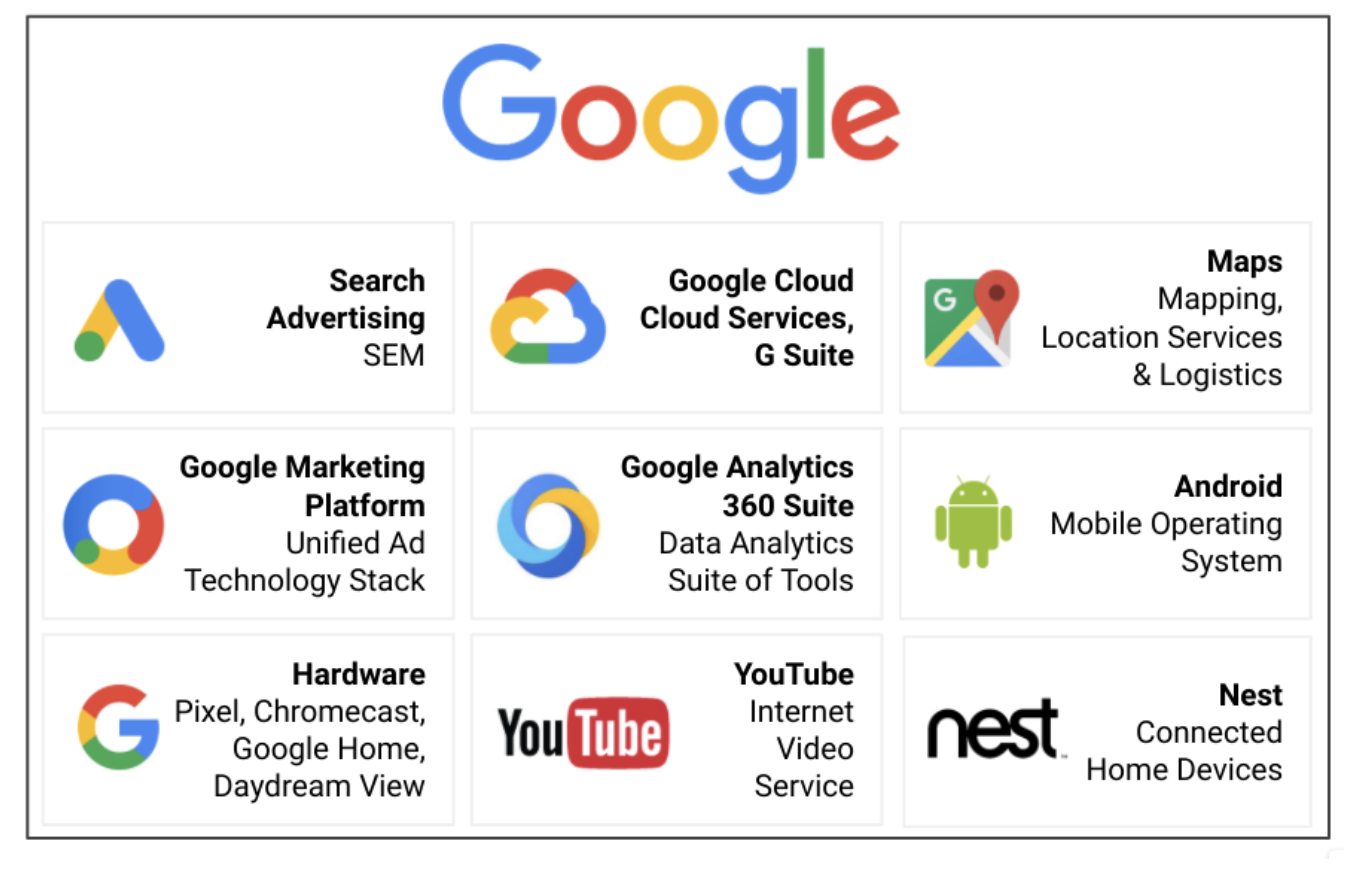 Google
Search
Advertising
SEM
Google Cloud
Cloud Services,
G Suite
G
Maps
Mapping,
Location Services
& Logistics
Google Marketing
Platform
Unified Ad
Technology Stack
Google Analytics
360 Suite
Data Analytics
Suite of Tools
Android
Mobile Operating
System
G
Hardware
Pixel, Chromecast,
Google Home,
Daydream View
YouTube
YouTube
Internet
Video
Service
nest™
Nest
Connected
Home Devices